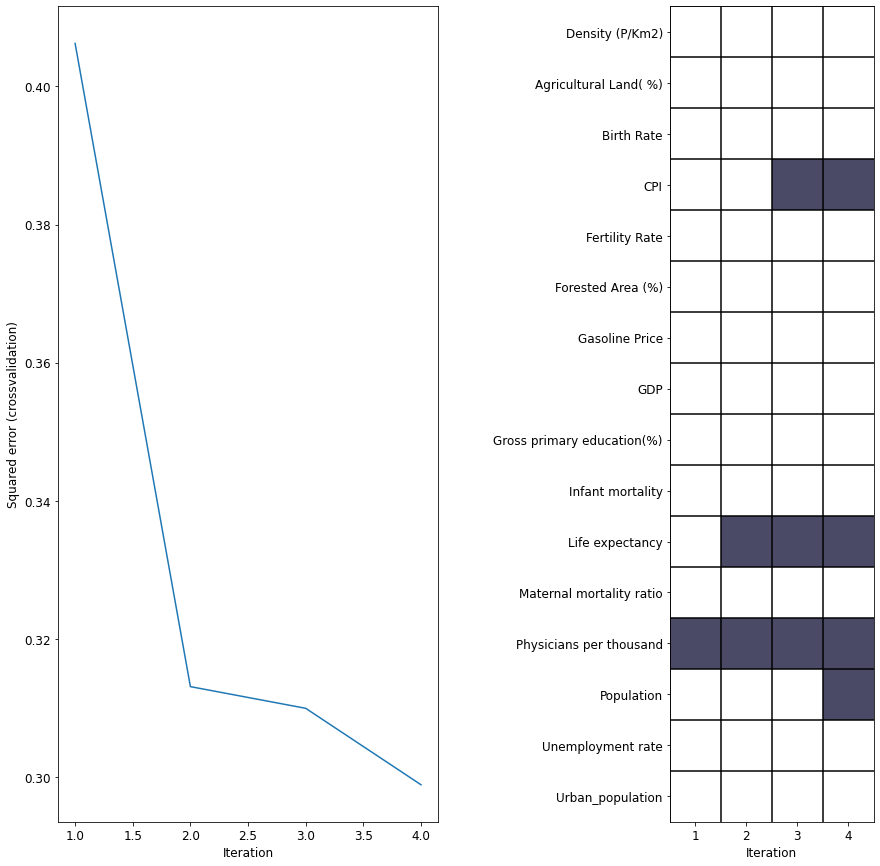 0.40
0.38
0.36
0.34
0.32
0.30
Squared error (crossvalidation)
1.0 1.5 2.0 2.5 3.0 3.5 4.0
Iteration
Density (P/Km2)
Agricultural Land( %)
Birth Rate
CPI
Fertility Rate
Forested Area (%)
Gasoline Price
GDP
Gross primary education(%)
Infant mortality
Life expectancy
Maternal mortality ratio
Physicians per thousand
Population
Unemployment rate
Urban_population
1 2 3 4
Iteration